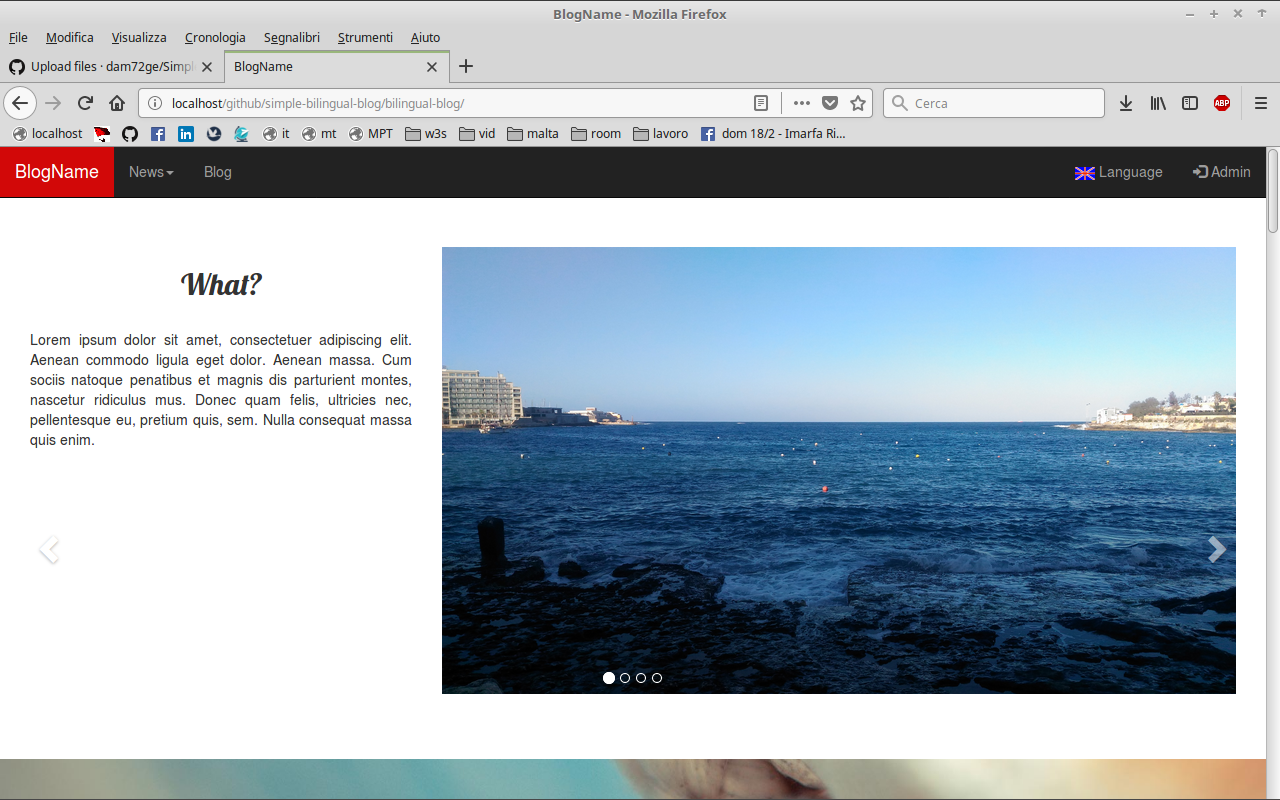 BlogName - Mozilla Firefox
File Modifica Visualizza Cronologia Segnalibri Strumenti Aiuto
Upload files · dam72ge/Simpl BlogName
localhost/github/simple-bilingual-blog/bilingual-blog/ Cerca ABP
localhost it mt MPT w3s vid malta room lavoro dom 18/2 - Imarfa Ri...
BlogName News Blog Language Admin
What?
Lorem ipsum dolor sit amet, consectetuer adipiscing elit.
Aenean commodo ligula eget dolor. Aenean massa. Cum
sociis natoque penatibus et magnis dis parturient montes,
nascetur ridiculus mus. Donec quam felis, ultricies nec,
pellentesque eu, pretium quis, sem. Nulla consequat massa
quis enim.